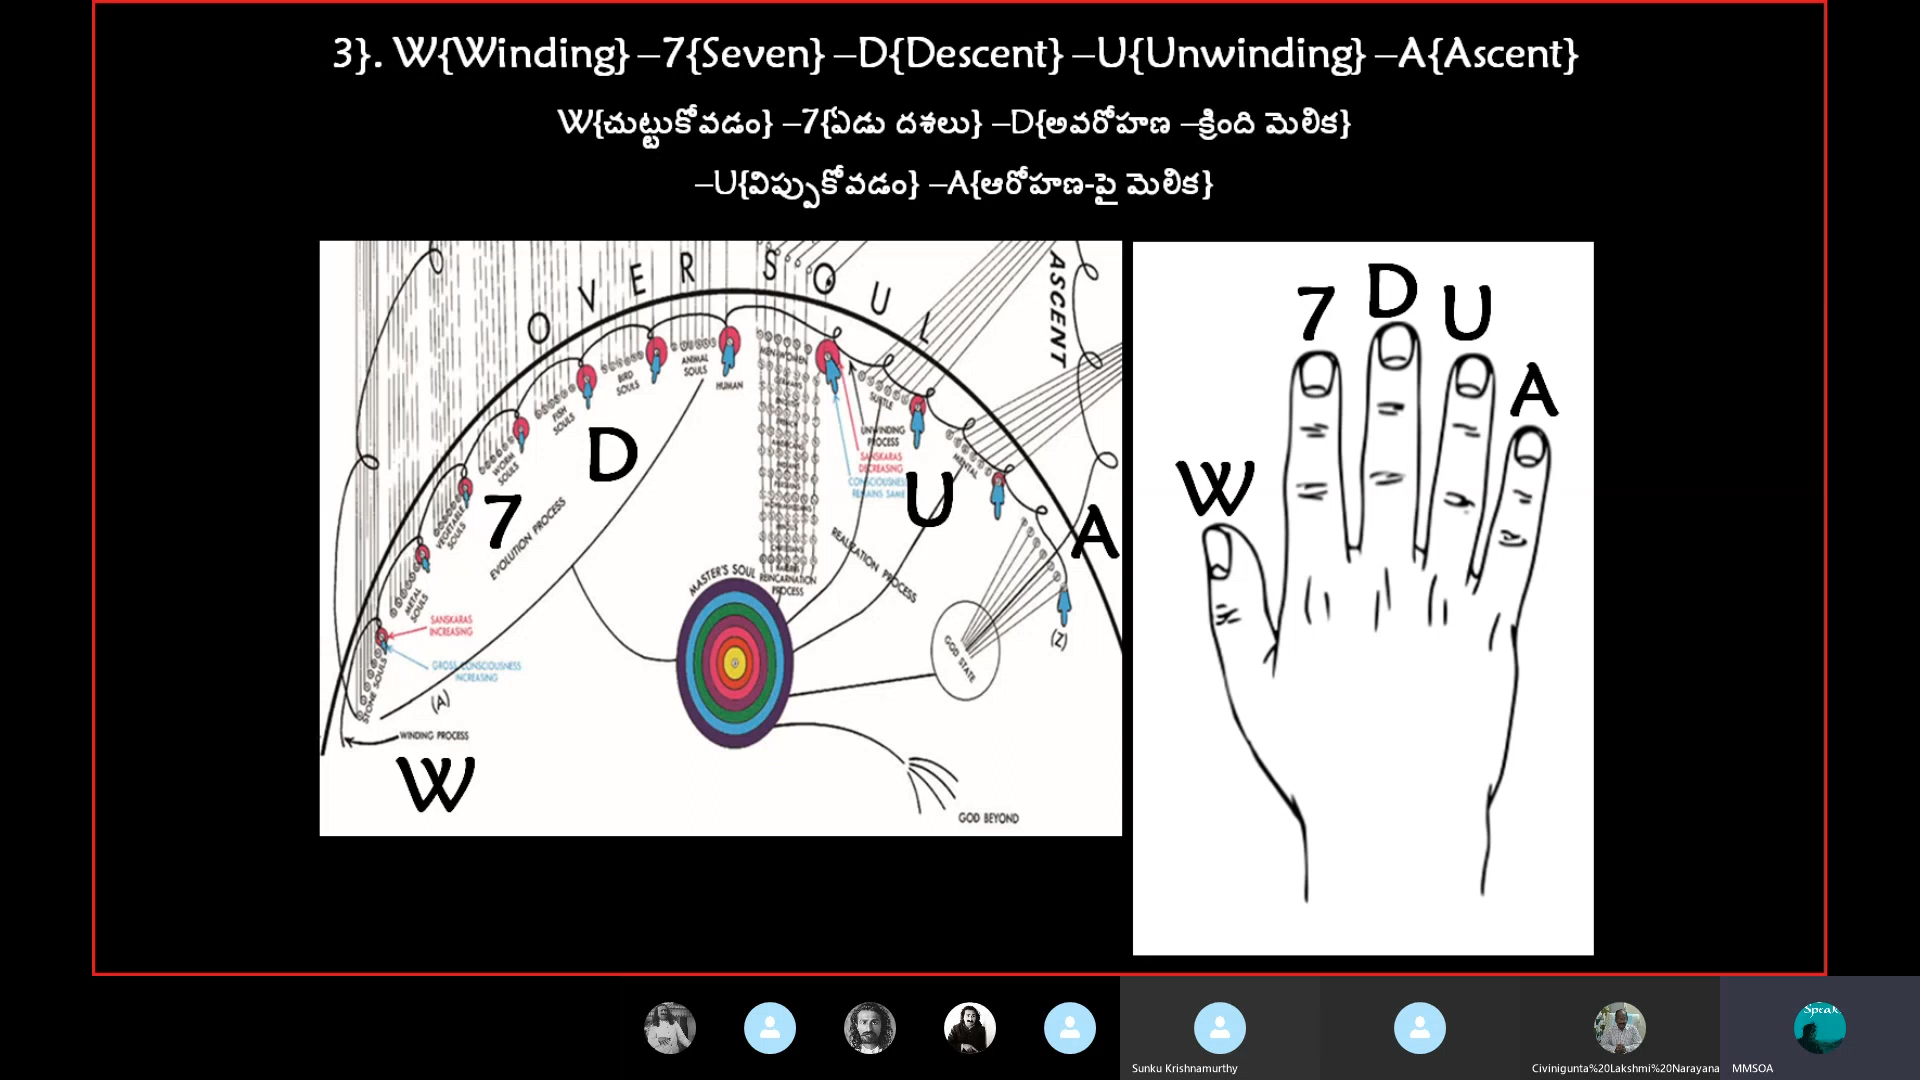 3}. W{Winding} –7{Seven} –D{Descent} –U{Unwinding} –A{Ascent}
W{చుట్టుకోవడం} –7{ఏడు దశలు} –D{అవరోహణ –క్రింది మెలిక}
–U{విప్పుకోవడం} –A{ఆరోహణ-పై మెలిక}
OVER SOUL
ASCENT
MEN-WOMEN
ANIMAL SOULS
BIRD SOULS
HUMAN
FISH SOULS
WORM SOULS
VEGETABLE SOULS
METAL SOULS
STONE SOULS
SUBTLE
MENTAL
UNWINDING PROCESS
SANSKARAS DECREASING
CONSCIOUSNESS REMAINS SAME
D
7
U
A
EVOLUTION PROCESS
REALIZATION PROCESS
MASTER'S SOUL
REINCARNATION PROCESS
SANSKARAS INCREASING
GROSS CONSCIOUSNESS INCREASING
(A)
WINDING PROCESS
W
GOD STATE
(Z)
GOD BEYOND
7
D
U
A
W
Sunku Krishnamurthy
Civinigunta%20Lakshmi%20Narayana
Speak
MMSOA